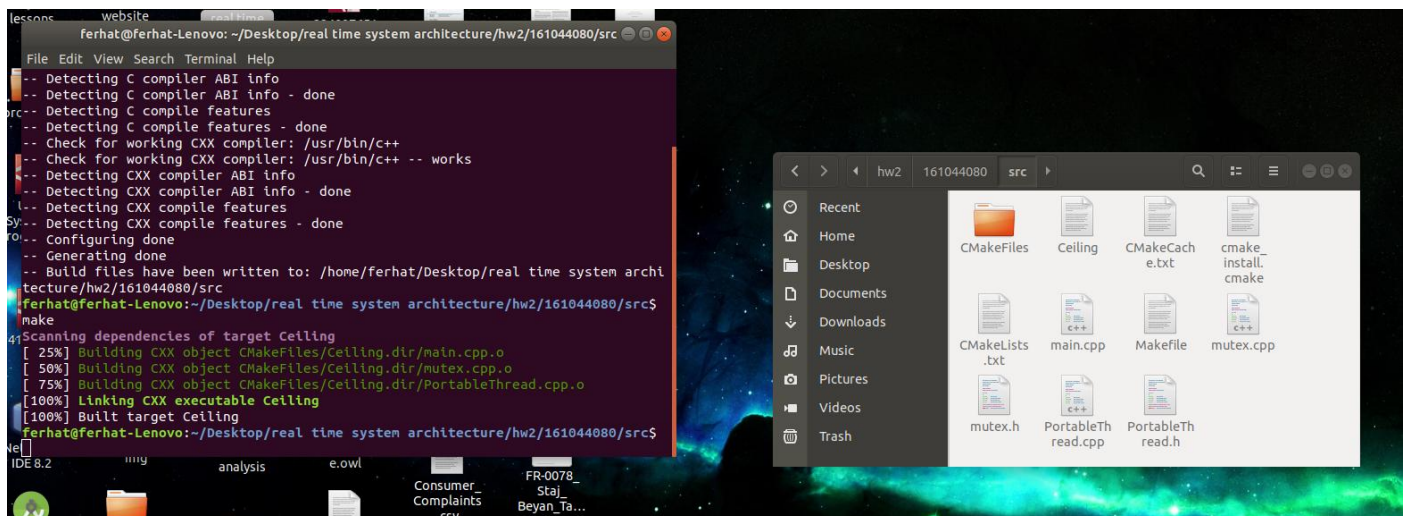 lessons
website
real time
ferhat@ferhat-Lenovo: ~/Desktop/real time system architecture/hw2/161044080/src
File Edit View Search Terminal Help
-- Detecting C compiler ABI info
-- Detecting C compiler ABI info - done
-- Detecting C compile features
-- Detecting C compile features - done
-- Check for working CXX compiler: /usr/bin/c++
-- Check for working CXX compiler: /usr/bin/c++ -- works
-- Detecting CXX compiler ABI info
-- Detecting CXX compiler ABI info - done
-- Detecting CXX compile features
-- Detecting CXX compile features - done
-- Configuring done
-- Generating done
-- Build files have been written to: /home/ferhat/Desktop/real time system archi
tecture/hw2/161044080/src
ferhat@ferhat-Lenovo:~/Desktop/real time system architecture/hw2/161044080/src$
make
Scanning dependencies of target Ceiling
[ 25%] Building CXX object CMakeFiles/Ceiling.dir/main.cpp.o
[ 50%] Building CXX object CMakeFiles/Ceiling.dir/mutex.cpp.o
[ 75%] Building CXX object CMakeFiles/Ceiling.dir/PortableThread.cpp.o
[100%] Linking CXX executable Ceiling
[100%] Built target Ceiling
ferhat@ferhat-Lenovo:~/Desktop/real time system architecture/hw2/161044080/src$
IDE 8.2
img
analysis
e.owl
Consumer_
Complaints
FR-0078_
Staj_
Beyan_Ta...
hw2 161044080 src
Recent
Home
Desktop
Documents
Downloads
Music
Pictures
Videos
Trash
CMakeFiles
Ceiling
CMakeCach
e.txt
cmake_
install.
cmake
CMakeLists
.txt
main.cpp
Makefile
mutex.cpp
mutex.h
PortableTh
read.cpp
PortableTh
read.h